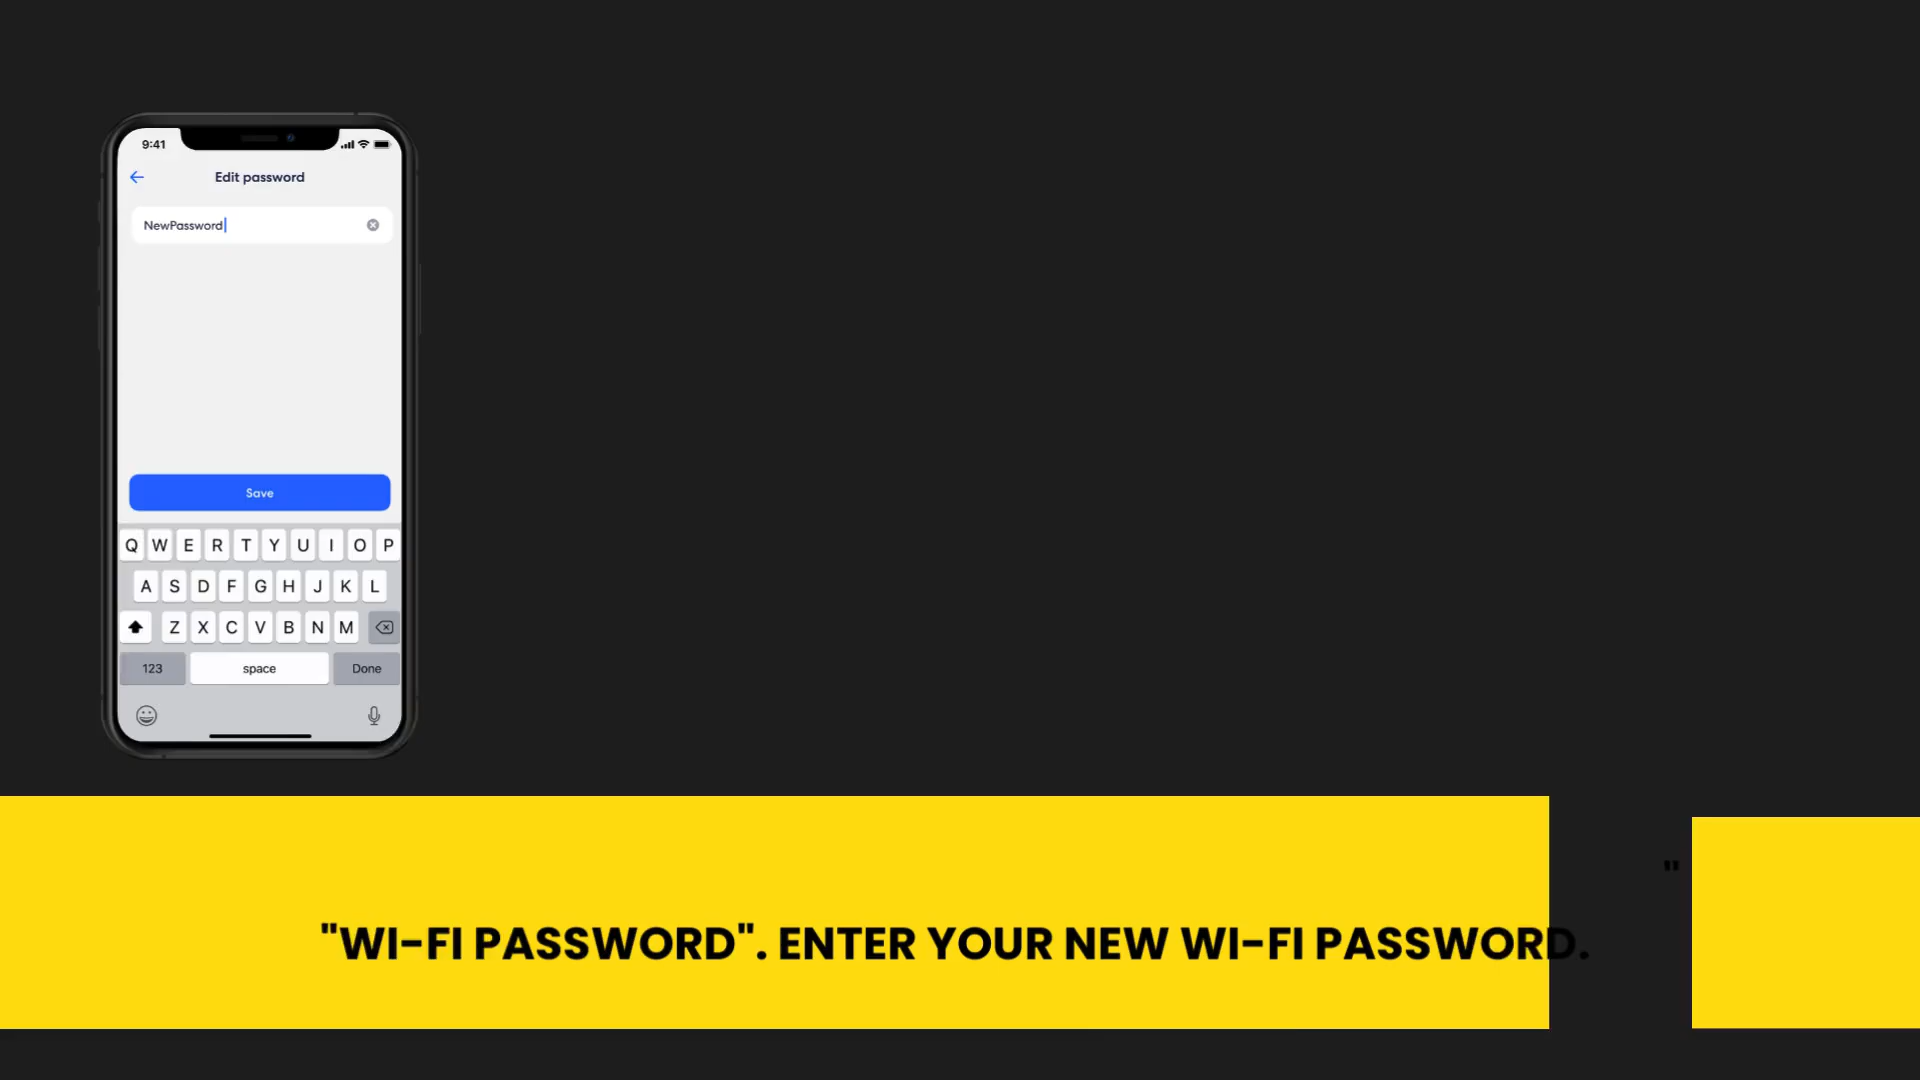 9:41
Edit password
NewPassword
Save
Q W E R T Y U I O P
A S D F G H J K L
Z X C V B N M
123 space Done
"
"WI-FI PASSWORD". ENTER YOUR NEW WI-FI PASSWORD.